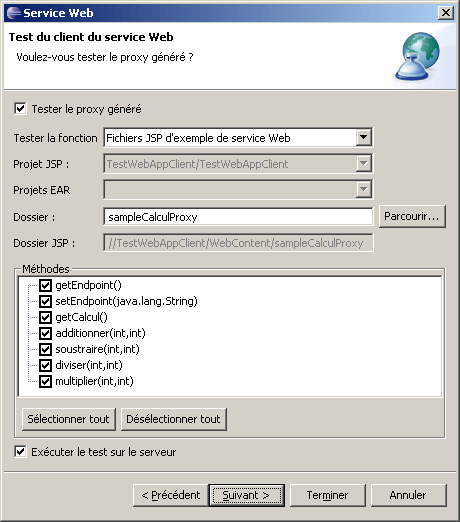 Service Web
Test du client du service Web
Voulez-vous tester le proxy généré ?
Tester le proxy généré
Tester la fonction Fichiers JSP d'exemple de service Web
Projet JSP : TestWebAppClient/TestWebAppClient
Projets EAR
Dossier : sampleCalculProxy Parcourir...
Dossier JSP : //TestWebAppClient/WebContent/sampleCalculProxy
Méthodes
getEndpoint()
setEndpoint(java.lang.String)
getCalcul()
additionner(int,int)
soustraire(int,int)
diviser(int,int)
multiplier(int,int)
Sélectionner tout Désélectionner tout
Exécuter le test sur le serveur
< Précédent Suivant > Terminer Annuler